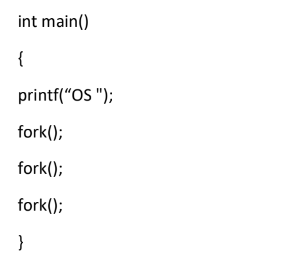 int main()
{
printf(“OS ");
fork();
fork();
fork();
}